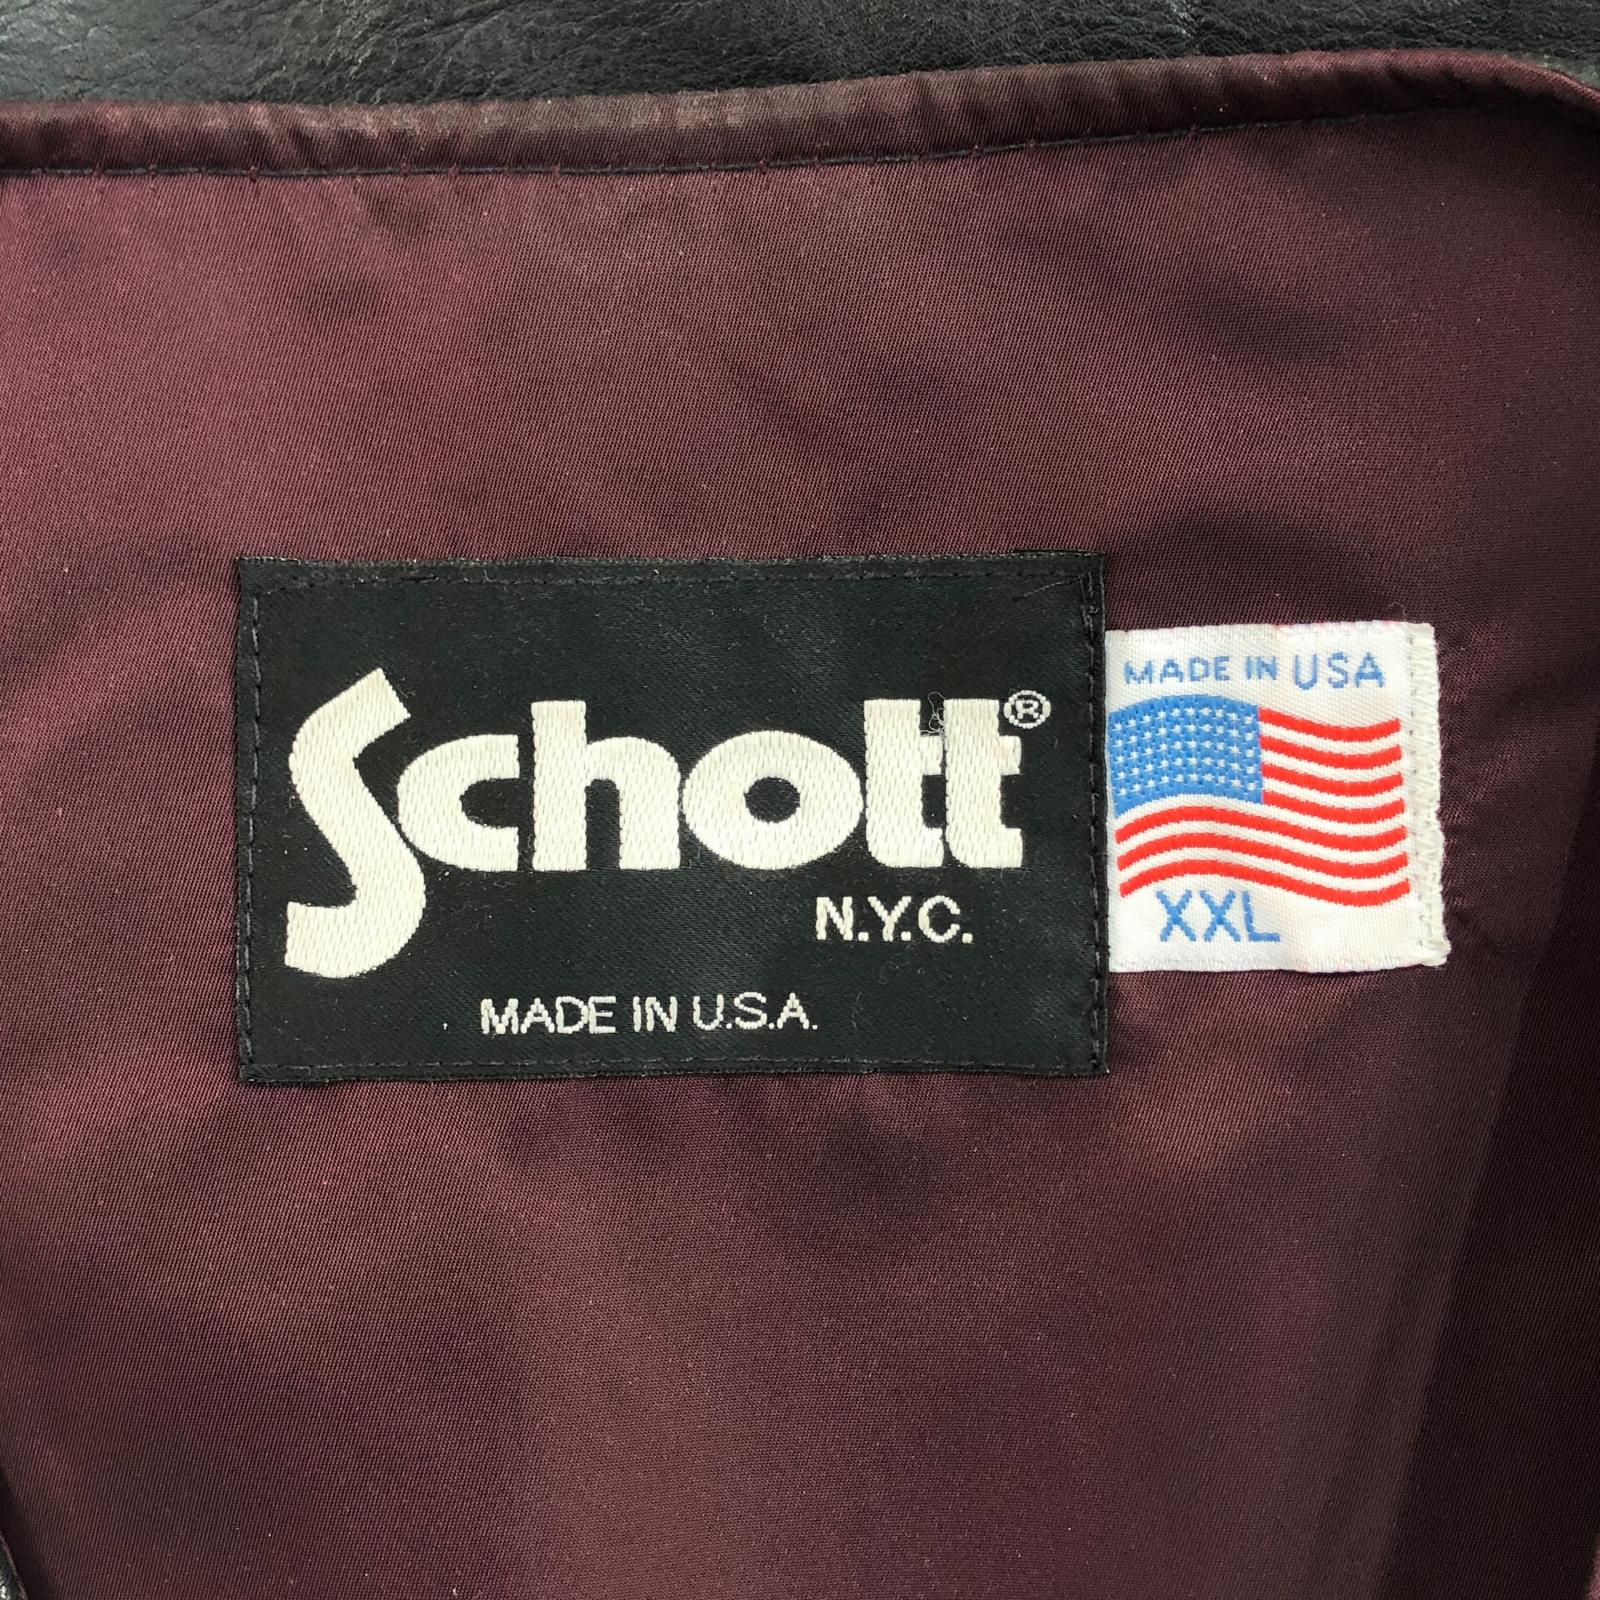 Schott®
N.Y.C.
MADE IN U.S.A.
MADE IN USA
XXL